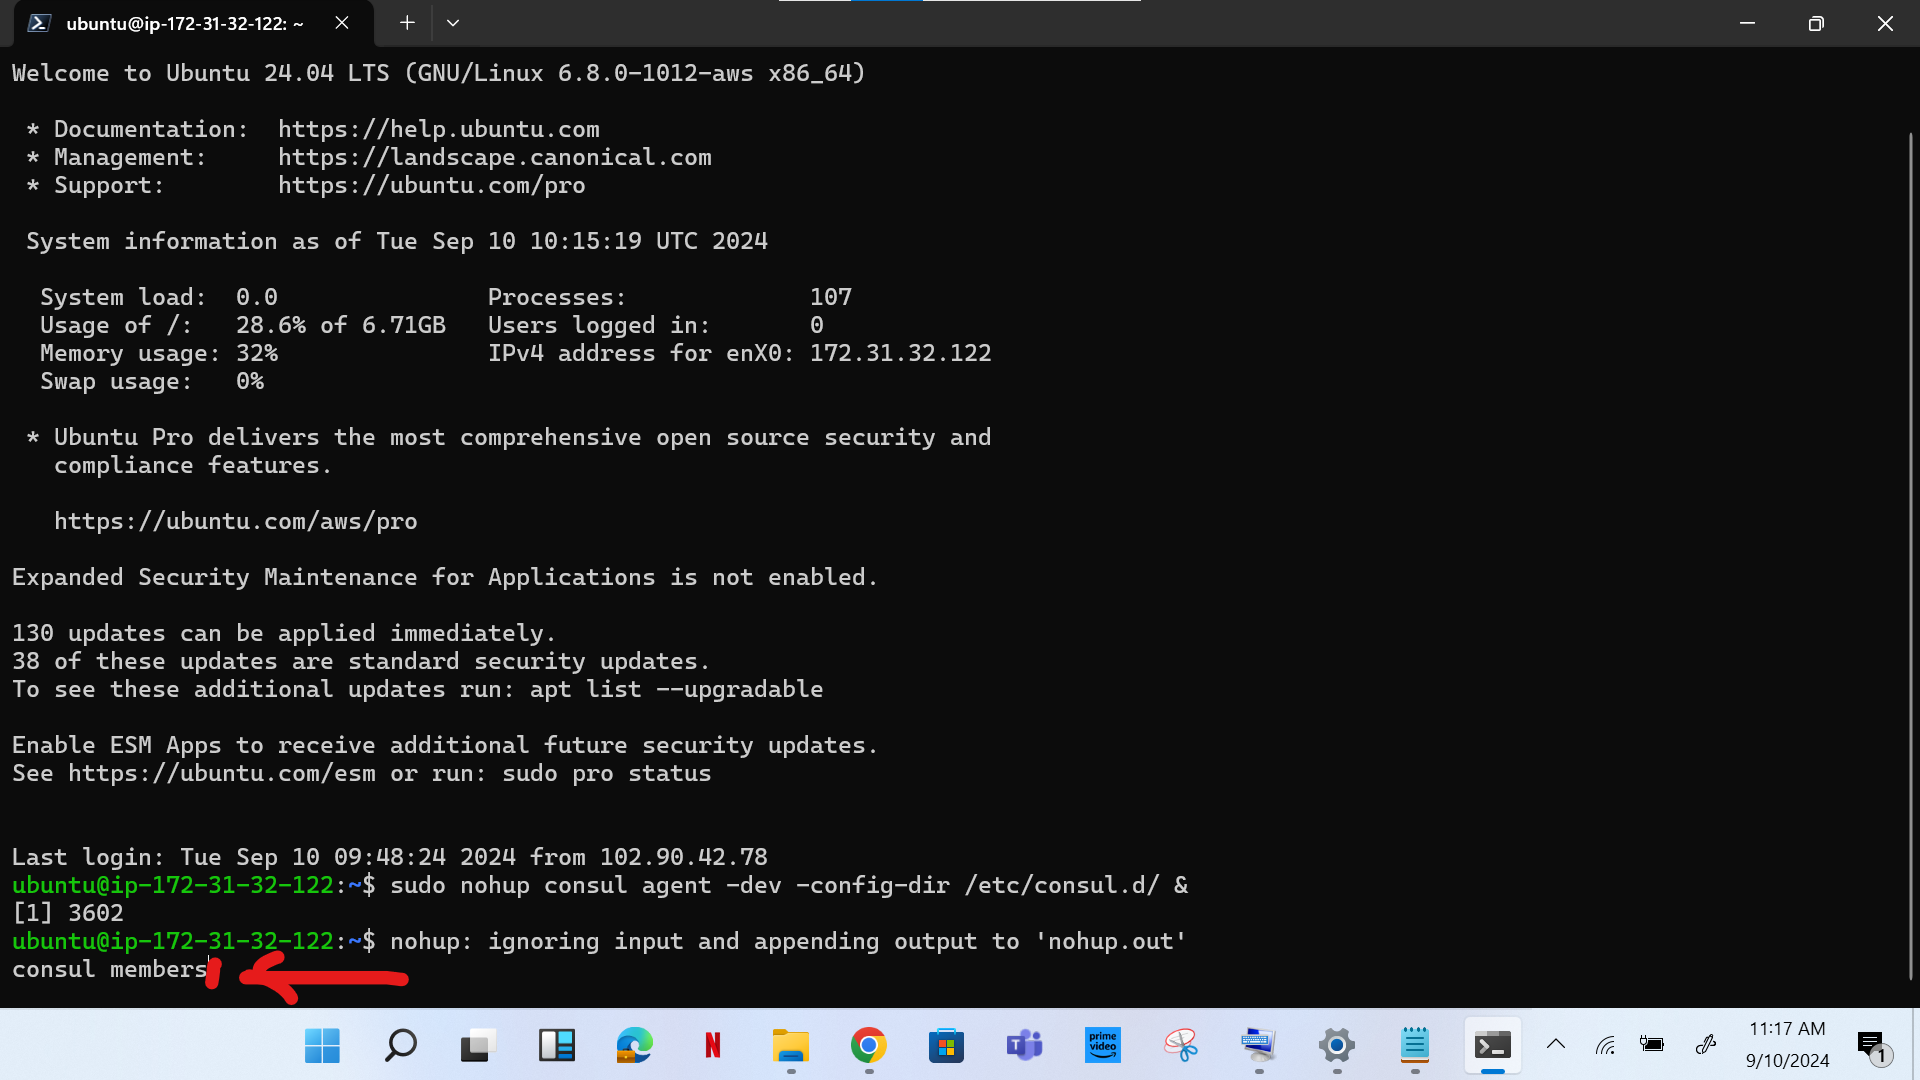 ubuntu@ip-172-31-32-122: ~
Welcome to Ubuntu 24.04 LTS (GNU/Linux 6.8.0-1012-aws x86_64)
* Documentation:  https://help.ubuntu.com
* Management:     https://landscape.canonical.com
* Support:        https://ubuntu.com/pro
System information as of Tue Sep 10 10:15:19 UTC 2024
System load:  0.0               Processes:             107
Usage of /:   28.6% of 6.71GB   Users logged in:       0
Memory usage: 32%               IPv4 address for enX0: 172.31.32.122
Swap usage:   0%
* Ubuntu Pro delivers the most comprehensive open source security and
compliance features.
https://ubuntu.com/aws/pro
Expanded Security Maintenance for Applications is not enabled.
130 updates can be applied immediately.
38 of these updates are standard security updates.
To see these additional updates run: apt list --upgradable
Enable ESM Apps to receive additional future security updates.
See https://ubuntu.com/esm or run: sudo pro status
Last login: Tue Sep 10 09:48:24 2024 from 102.90.42.78
ubuntu@ip-172-31-32-122:~$ sudo nohup consul agent -dev -config-dir /etc/consul.d/ &
[1] 3602
ubuntu@ip-172-31-32-122:~$ nohup: ignoring input and appending output to 'nohup.out'
consul members
N
T
prime video
11:17 AM
9/10/2024
1